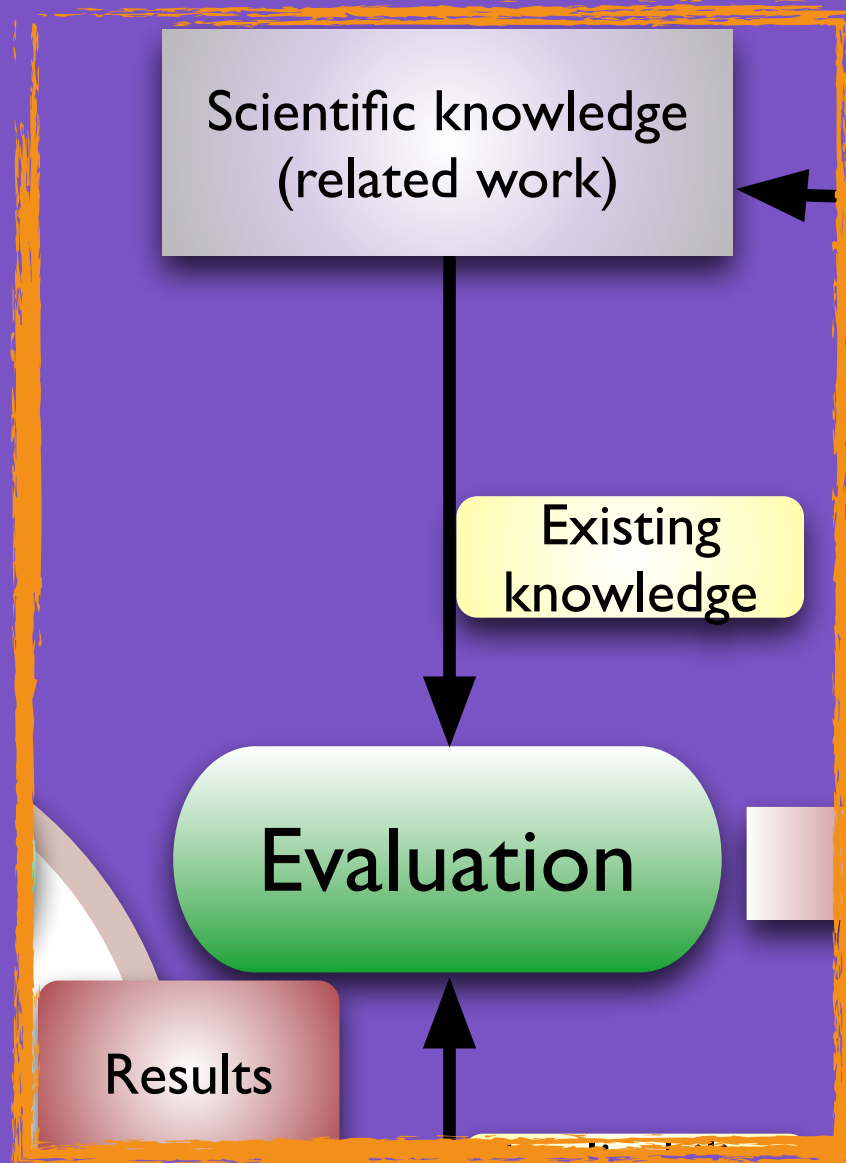 Scientific knowledge
(related work)
Existing
knowledge
Evaluation
Results